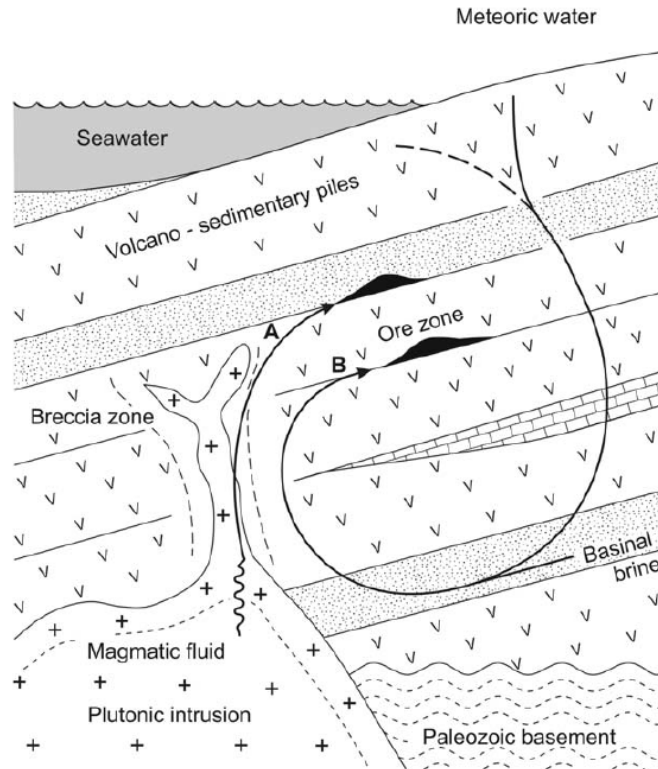 Meteoric water
Seawater
Volcano - sedimentary piles
A
Ore zone
B
Breccia zone
Basinal
brine
Magmatic fluid
Plutonic intrusion
Paleozoic basement